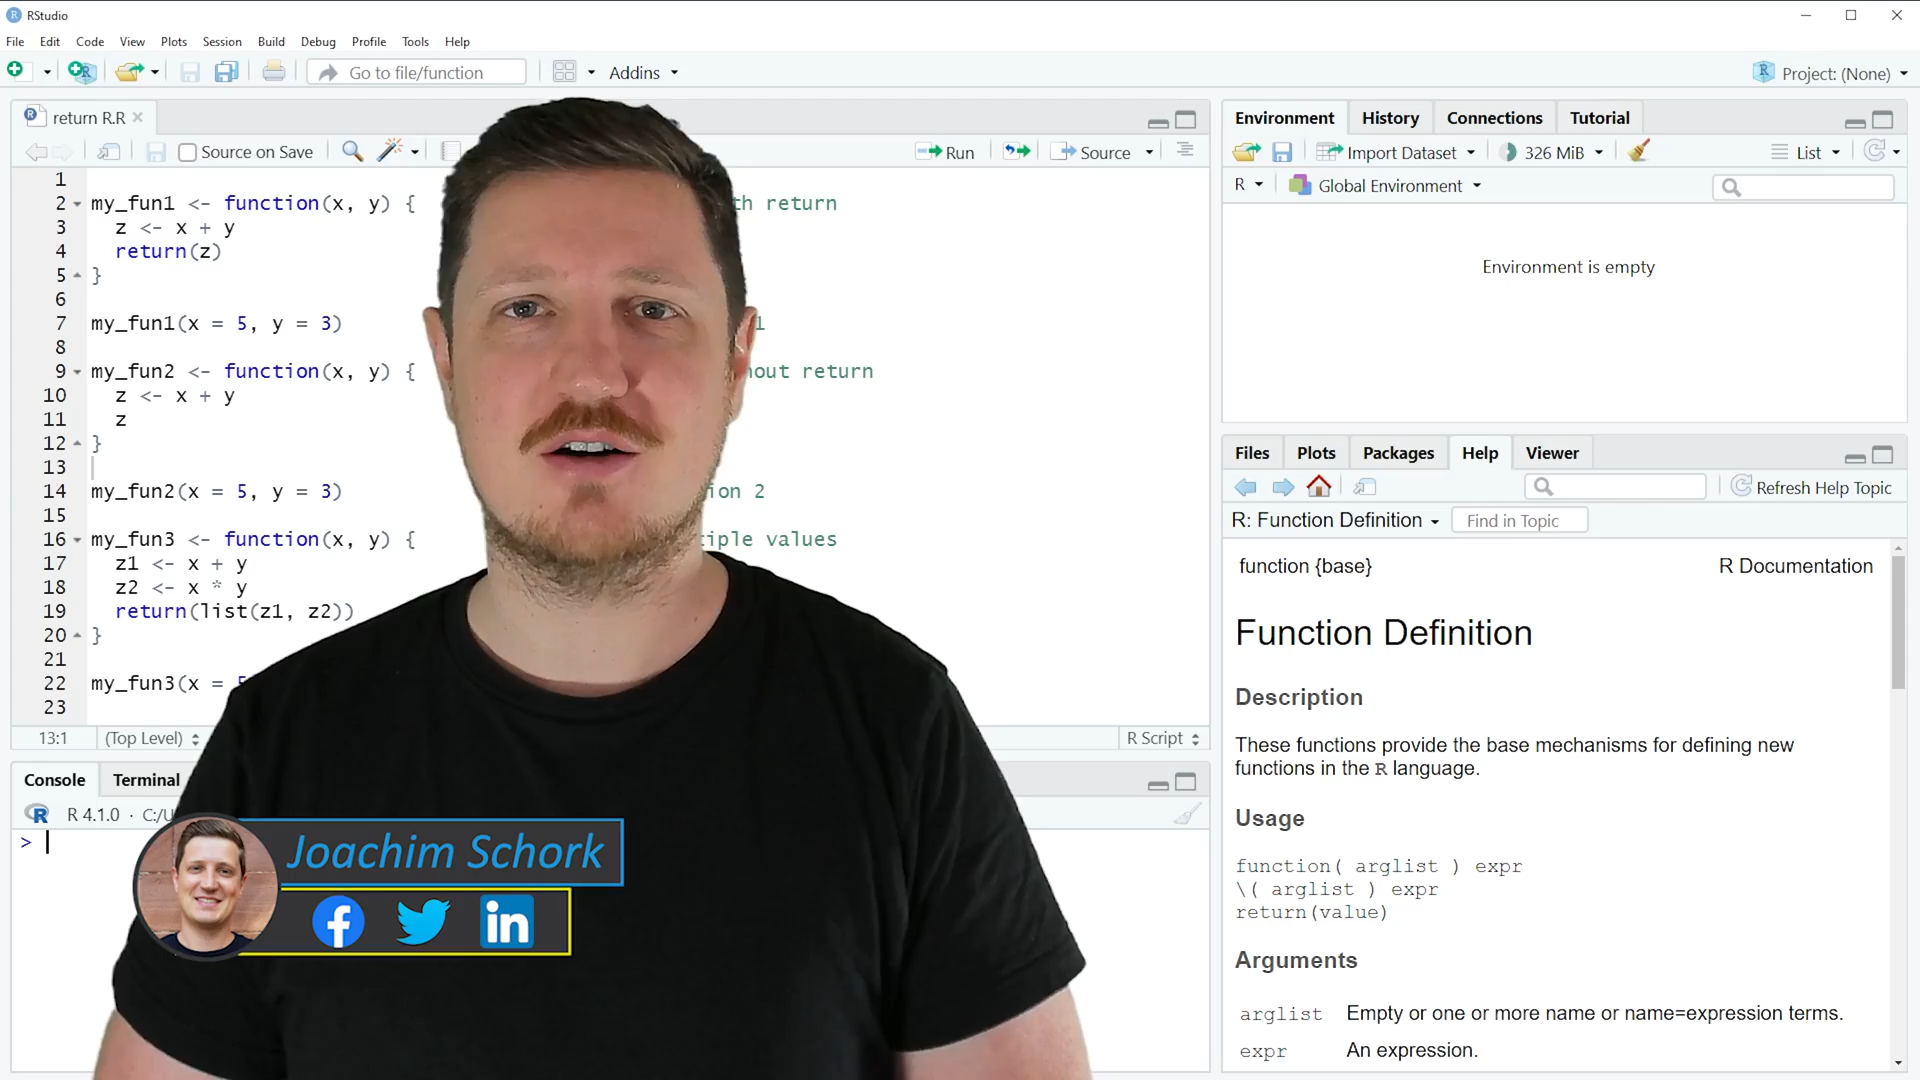 RStudio
File Edit Code View Plots Session Build Debug Profile Tools Help
Go to file/function Addins Project: (None)
return R.R
Source on Save Run Source
1
2 my_fun1 <- function(x, y) { return
3 z <- x + y
4 return(z)
5 }
6
7 my_fun1(x = 5, y = 3) 1
8
9 my_fun2 <- function(x, y) { return
10 z <- x + y
11 z
12 }
13
14 my_fun2(x = 5, y = 3) 2
15
16 my_fun3 <- function(x, y) { values
17 z1 <- x + y
18 z2 <- x * y
19 return(list(z1, z2))
20 }
21
22 my_fun3(x =
23
13:1 (Top Level) R Script
Console Terminal
R 4.1.0 · C:/U
>
Joachim Schork
in
Environment History Connections Tutorial
Import Dataset 326 MiB List
R Global Environment
Environment is empty
Files Plots Packages Help Viewer
Refresh Help Topic
R: Function Definition Find in Topic
function {base} R Documentation
Function Definition
Description
These functions provide the base mechanisms for defining new
functions in the R language.
Usage
function( arglist ) expr
\( arglist ) expr
return(value)
Arguments
arglist Empty or one or more name or name=expression terms.
expr An expression.